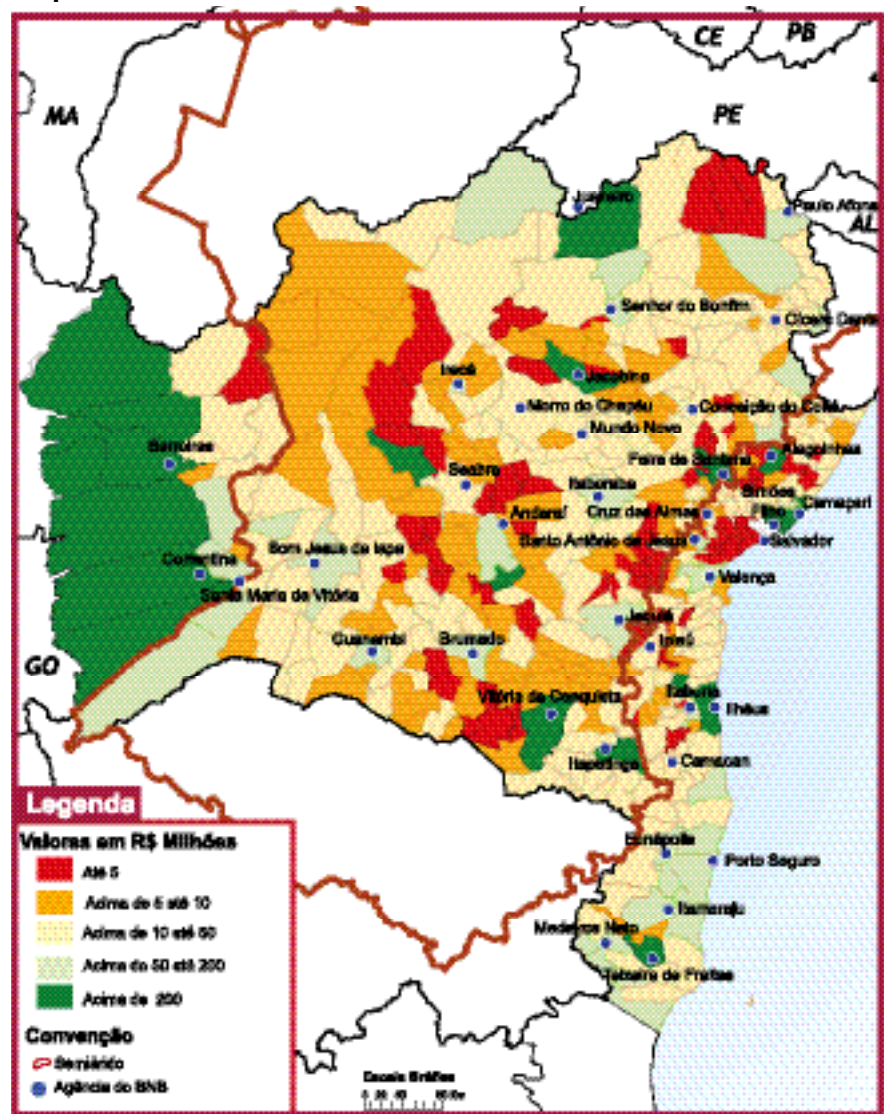 CE
PB
MA
PE
Juazeiro
Paulo Afonso
AL
Senhor do Bonfim
Cícero Dantas
Irecê
Jacobina
Morro do Chapéu
Conceição do Coité
Mundo Novo
Alagoinhas
Barreiras
Feira de Santana
Seabra
Itaberaba
Simões
Filho
Camaçari
Andaraí
Cruz das Almas
Santo Antônio de Jesus
Salvador
Bom Jesus da lapa
Correntina
Valença
Santa Maria da Vitória
Jequié
Guanambi
Brumado
Ipiaú
GO
Itabuna
Vitória da Conquista
Ilhéus
Itapetinga
Camacan
Legenda
Valores em R$ Milhões
Até 5
Acima de 5 até 10
Acima de 10 até 50
Acima de 50 até 200
Acima de 200
Convenção
Semiárido
Agência do BNB
Eunápolis
Porto Seguro
Itamaraju
Medeiros Neto
Teixeira de Freitas
Escala Gráfica